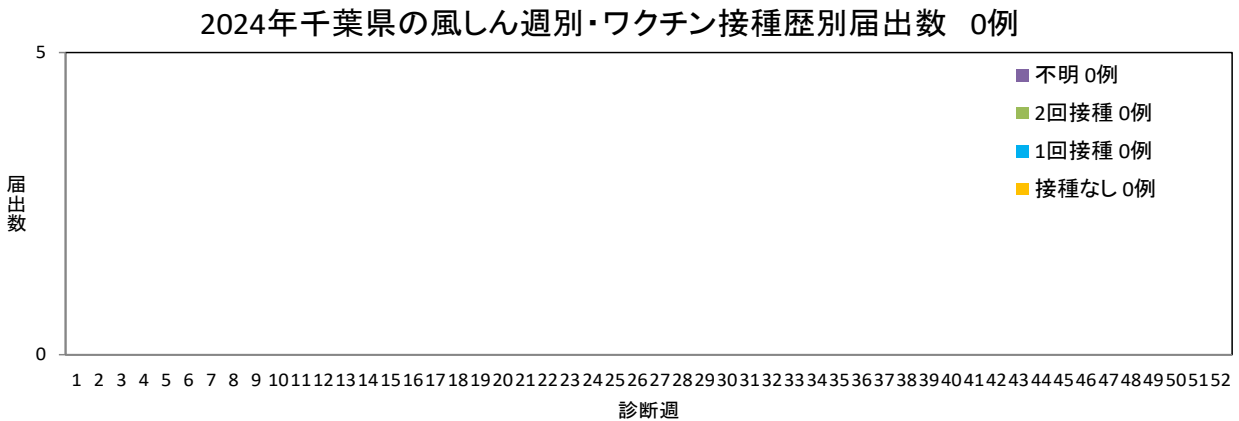 2024年千葉県の風しん週別・ワクチン接種歴別届出数　0例
5
不明 0例
2回接種 0例
1回接種 0例
接種なし 0例
届出数
0
1 2 3 4 5 6 7 8 9 10 11 12 13 14 15 16 17 18 19 20 21 22 23 24 25 26 27 28 29 30 31 32 33 34 35 36 37 38 39 40 41 42 43 44 45 46 47 48 49 50 51 52
診断週